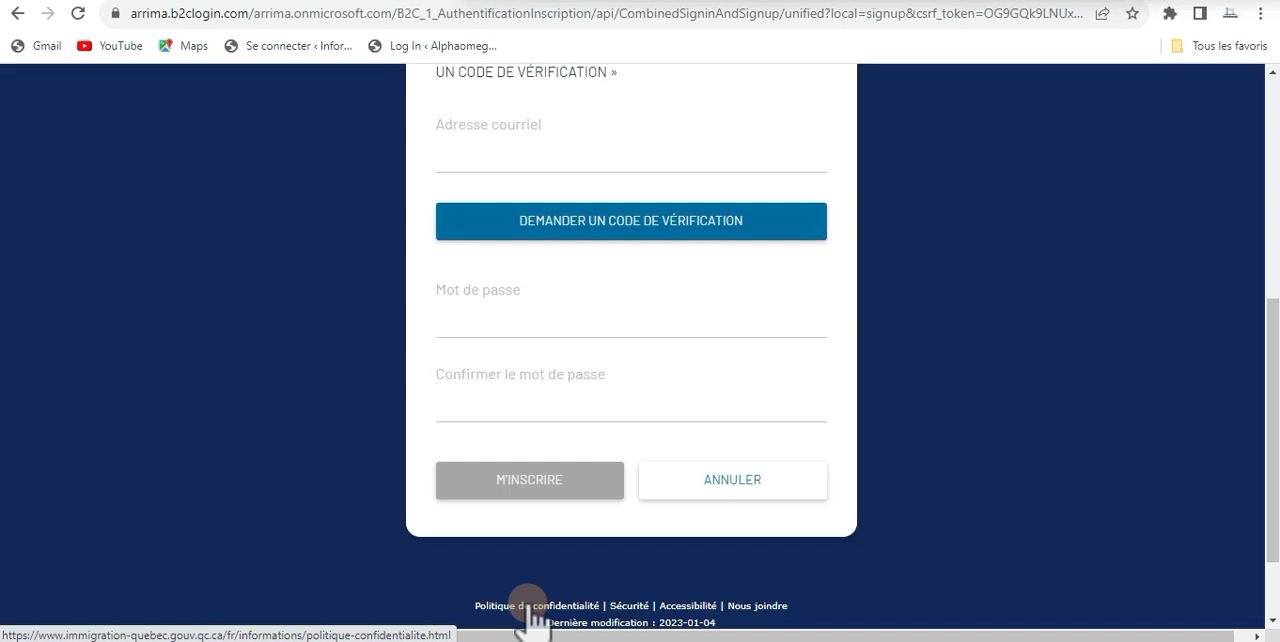 arrima.b2clogin.com/arrima.onmicrosoft.com/B2C_1_AuthentificationInscription/api/CombinedSigninAndSignup/unified?local=signup&csrf_token=OG9GQk9LNUx...
Gmail YouTube Maps Se connecter ‹ Infor... Log In ‹ Alphaomeg... Tous les favoris
UN CODE DE VÉRIFICATION »
Adresse courriel
DEMANDER UN CODE DE VÉRIFICATION
Mot de passe
Confirmer le mot de passe
M'INSCRIRE ANNULER
Politique de confidentialité | Sécurité | Accessibilité | Nous joindre
Dernière modification : 2023-01-04
https://www.immigration-quebec.gouv.qc.ca/fr/informations/politique-confidentialite.html